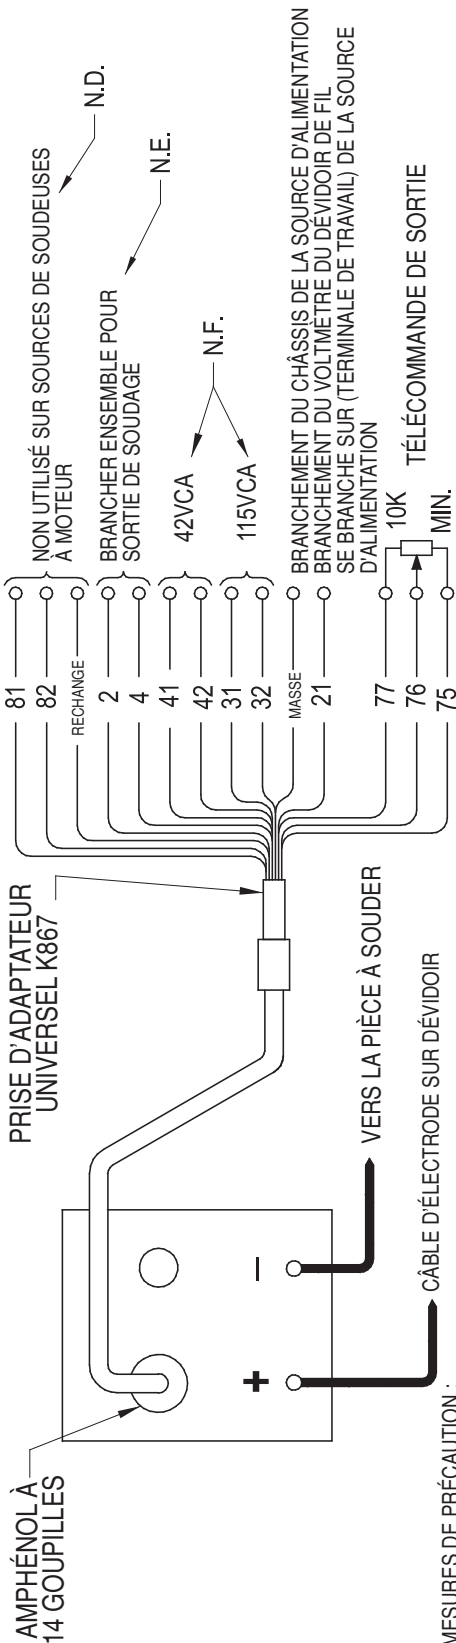 AMPHÉNOL À
14 GOUPILLES
PRISE D'ADAPTATEUR
UNIVERSEL K867
81
82
RECHANGE
2
4
41
42
31
32
MASSE
21
77
76
75
NON UTILISÉ SUR SOURCES DE SOUDEUSES
À MOTEUR
N.D.
BRANCHER ENSEMBLE POUR
SORTIE DE SOUDAGE
N.E.
42VCA
115VCA
N.F.
BRANCHEMENT DU CHÂSSIS DE LA SOURCE D'ALIMENTATION
BRANCHEMENT DU VOLTMÈTRE DU DÉVIDOIR DE FIL
SE BRANCHE SUR (TERMINALE DE TRAVAIL) DE LA SOURCE
D'ALIMENTATION
10K
MIN.
TÉLÉCOMMANDE DE SORTIE
+
–
VERS LA PIÈCE À SOUDER
CÂBLE D'ÉLECTRODE SUR DÉVIDOIR
MESURES DE PRÉCAUTION :